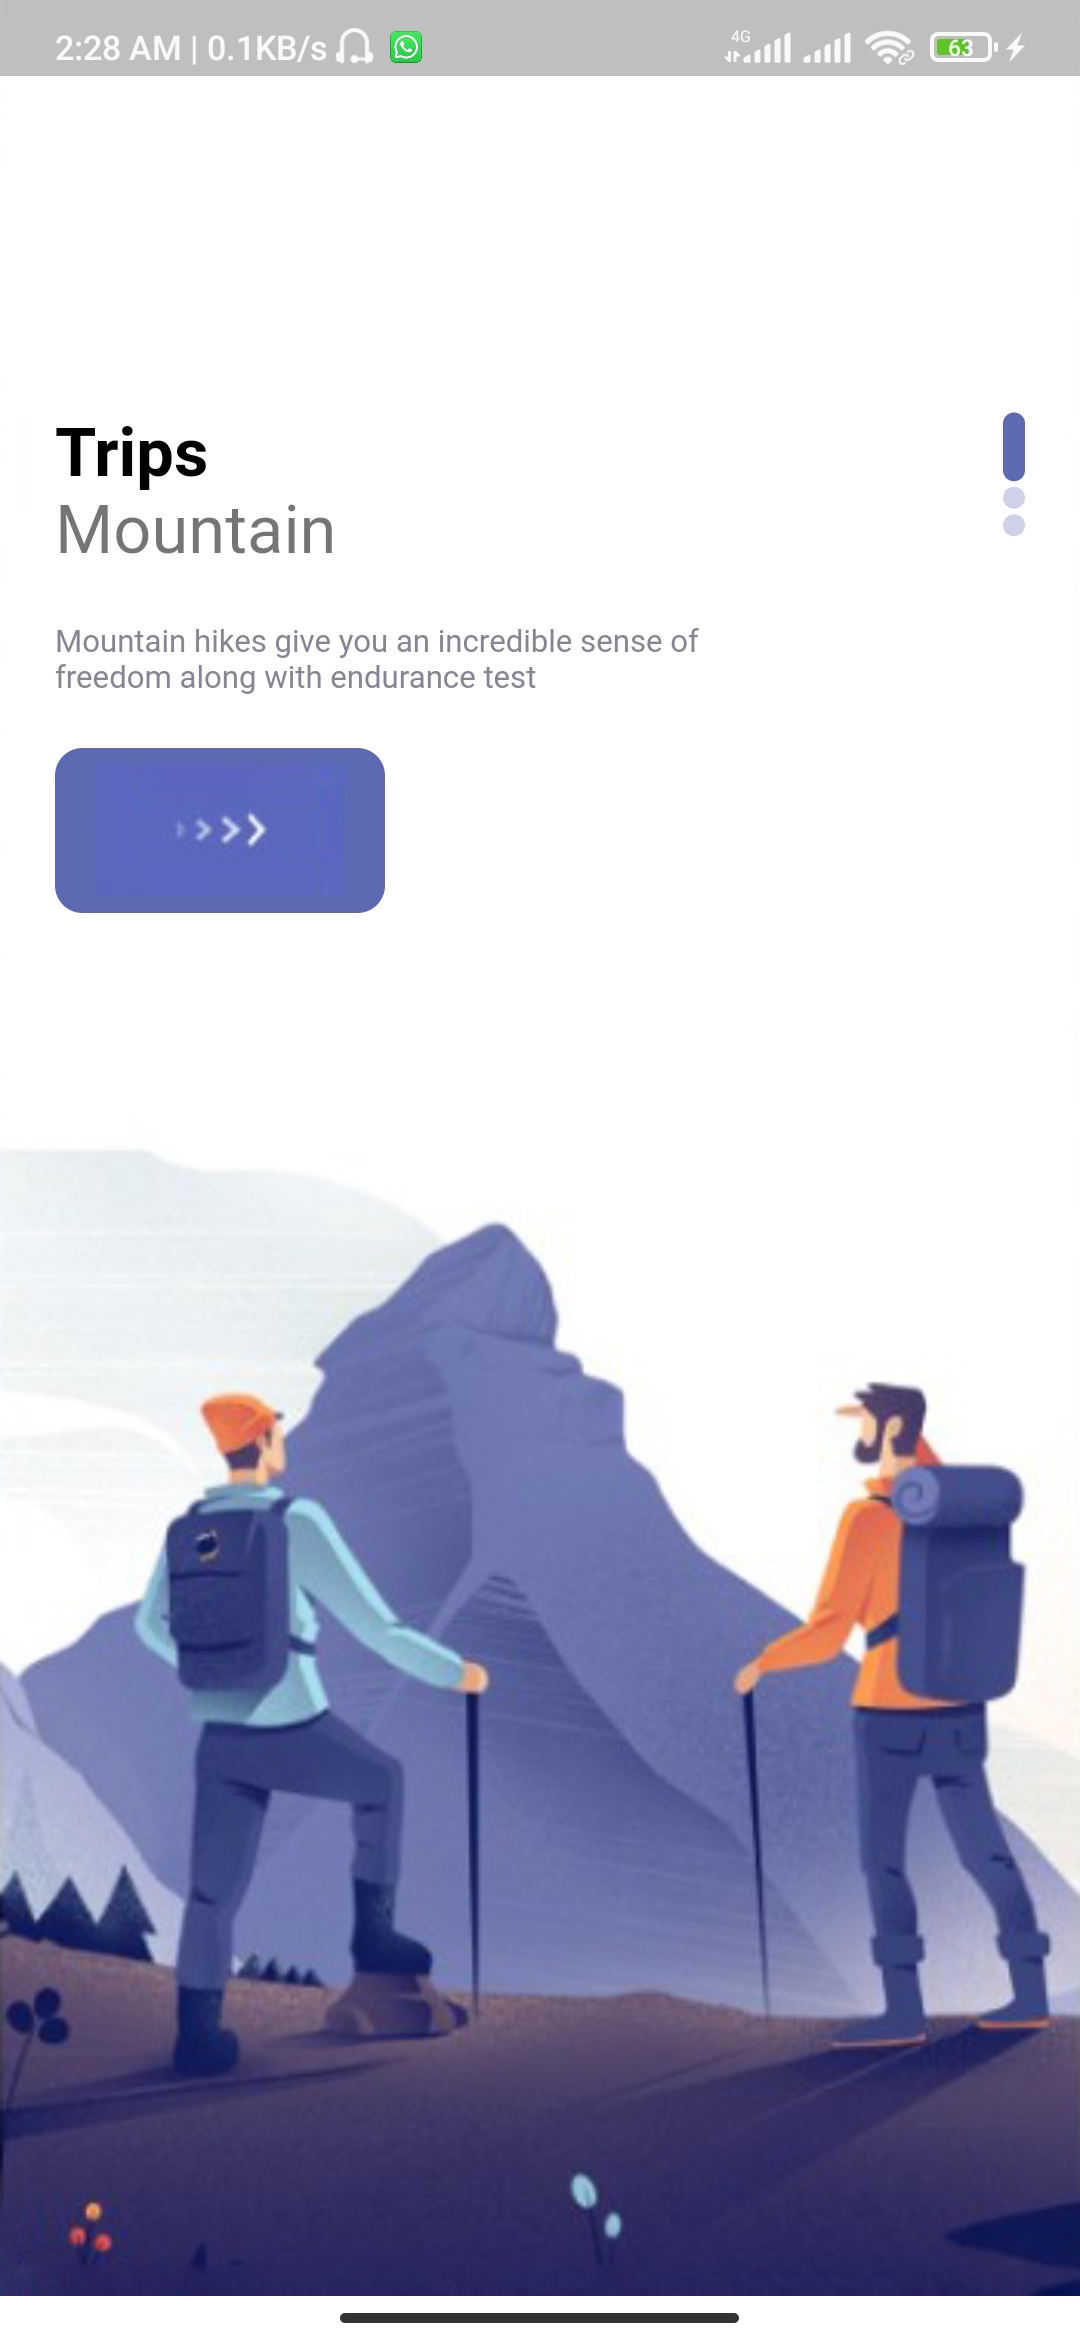 2:28 AM | 0.1KB/s 4G 63
Trips
Mountain
Mountain hikes give you an incredible sense of
freedom along with endurance test